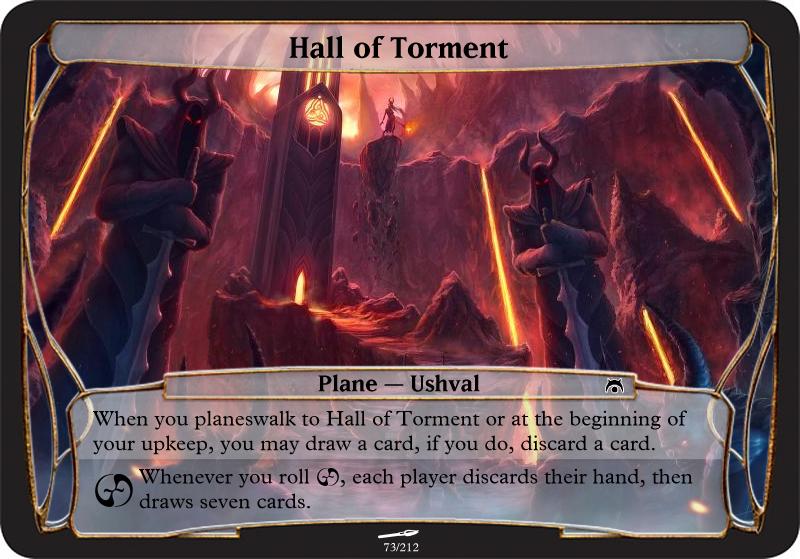 Hall of Torment
Plane — Ushval
When you planeswalk to Hall of Torment or at the beginning of
your upkeep, you may draw a card, if you do, discard a card.
Whenever you roll , each player discards their hand, then
draws seven cards.
73/212